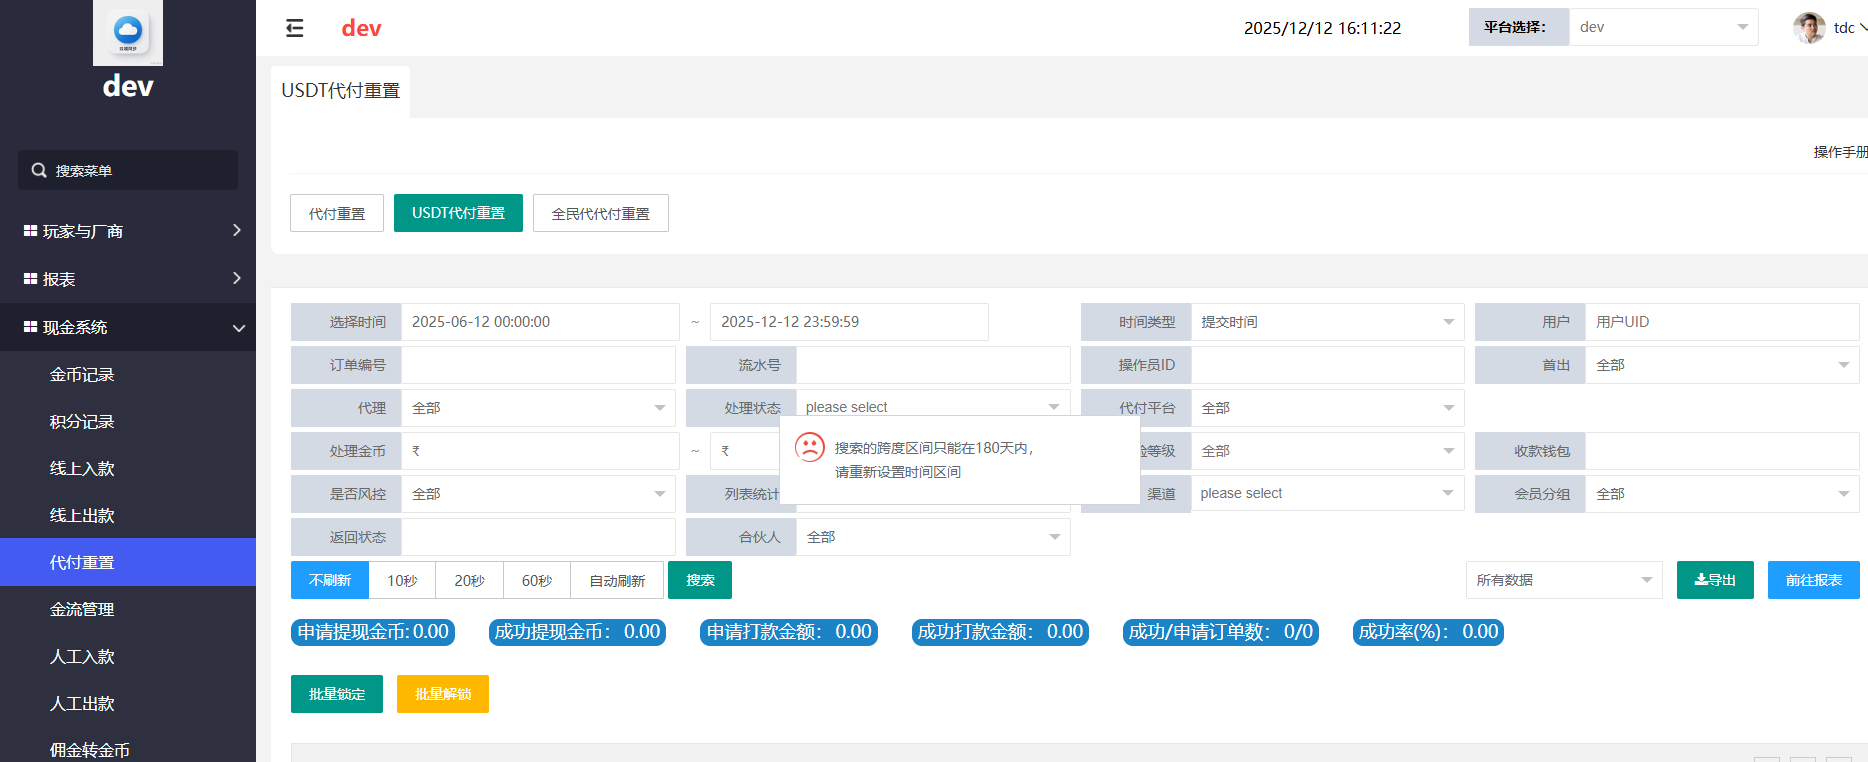 dev
搜索菜单
玩家与厂商
报表
现金系统
金币记录
积分记录
线上入款
线上出款
代付重置
金流管理
人工入款
人工出款
佣金转金币
dev
2025/12/12 16:11:22
平台选择：
dev
tdc
USDT代付重置
操作手册
代付重置
USDT代付重置
全民代代付重置
选择时间 2025-06-12 00:00:00 ~ 2025-12-12 23:59:59 时间类型 提交时间 用户 用户UID
订单编号 流水号 操作员ID 首出 全部
代理 全部 处理状态 please select 代付平台 全部
处理金币 ₹ ~ ₹ 等级 全部 收款钱包
是否风控 全部 列表统计 渠道 please select 会员分组 全部
返回状态 合伙人 全部
搜索的跨度区间只能在180天内，
请重新设置时间区间
不刷新 10秒 20秒 60秒 自动刷新 搜索 所有数据 导出 前往报表
申请提现金币: 0.00 成功提现金币： 0.00 申请打款金额： 0.00 成功打款金额： 0.00 成功/申请订单数： 0/0 成功率(%)： 0.00
批量锁定 批量解锁